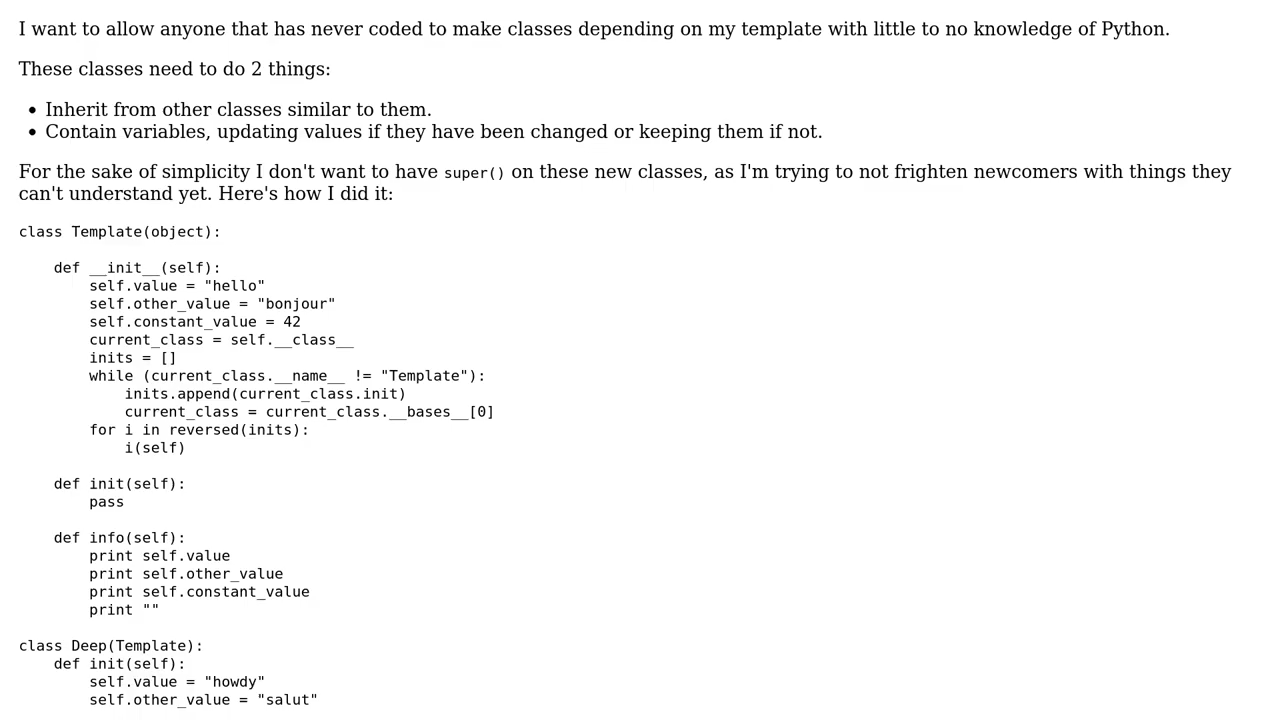 I want to allow anyone that has never coded to make classes depending on my template with little to no knowledge of Python.
These classes need to do 2 things:
• Inherit from other classes similar to them.
• Contain variables, updating values if they have been changed or keeping them if not.
For the sake of simplicity I don't want to have super() on these new classes, as I'm trying to not frighten newcomers with things they
can't understand yet. Here's how I did it:
class Template(object):
    def __init__(self):
        self.value = "hello"
        self.other_value = "bonjour"
        self.constant_value = 42
        current_class = self.__class__
        inits = []
        while (current_class.__name__ != "Template"):
            inits.append(current_class.init)
            current_class = current_class.__bases__[0]
        for i in reversed(inits):
            i(self)
    def init(self):
        pass
    def info(self):
        print self.value
        print self.other_value
        print self.constant_value
        print ""
class Deep(Template):
    def init(self):
        self.value = "howdy"
        self.other_value = "salut"